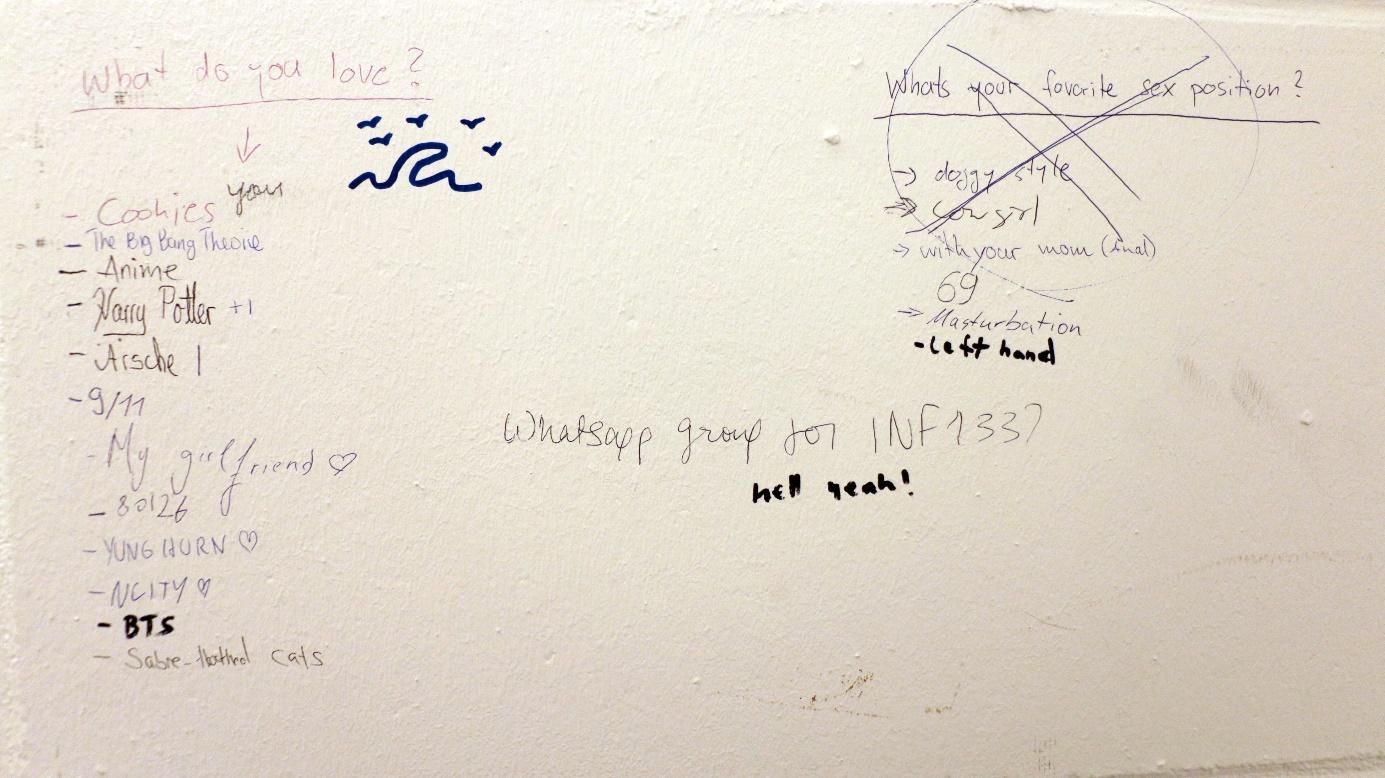 What do you love?
you
- Cookies
- The Big Bang Theorie
- Anime
- Harry Potter +1
- Ärsche |
- 9/11
- My girlfriend ♡
- 80126
- YUNG HURN ♡
- NCITY ♡
- BTS
- Sabre-toothed cats
Whats your favorite sex position?
→ doggy style
→ Cowgirl
→ with your mom (final)
69
→ Masturbation
- Left hand
Whatsapp group for INF1337
hell yeah!